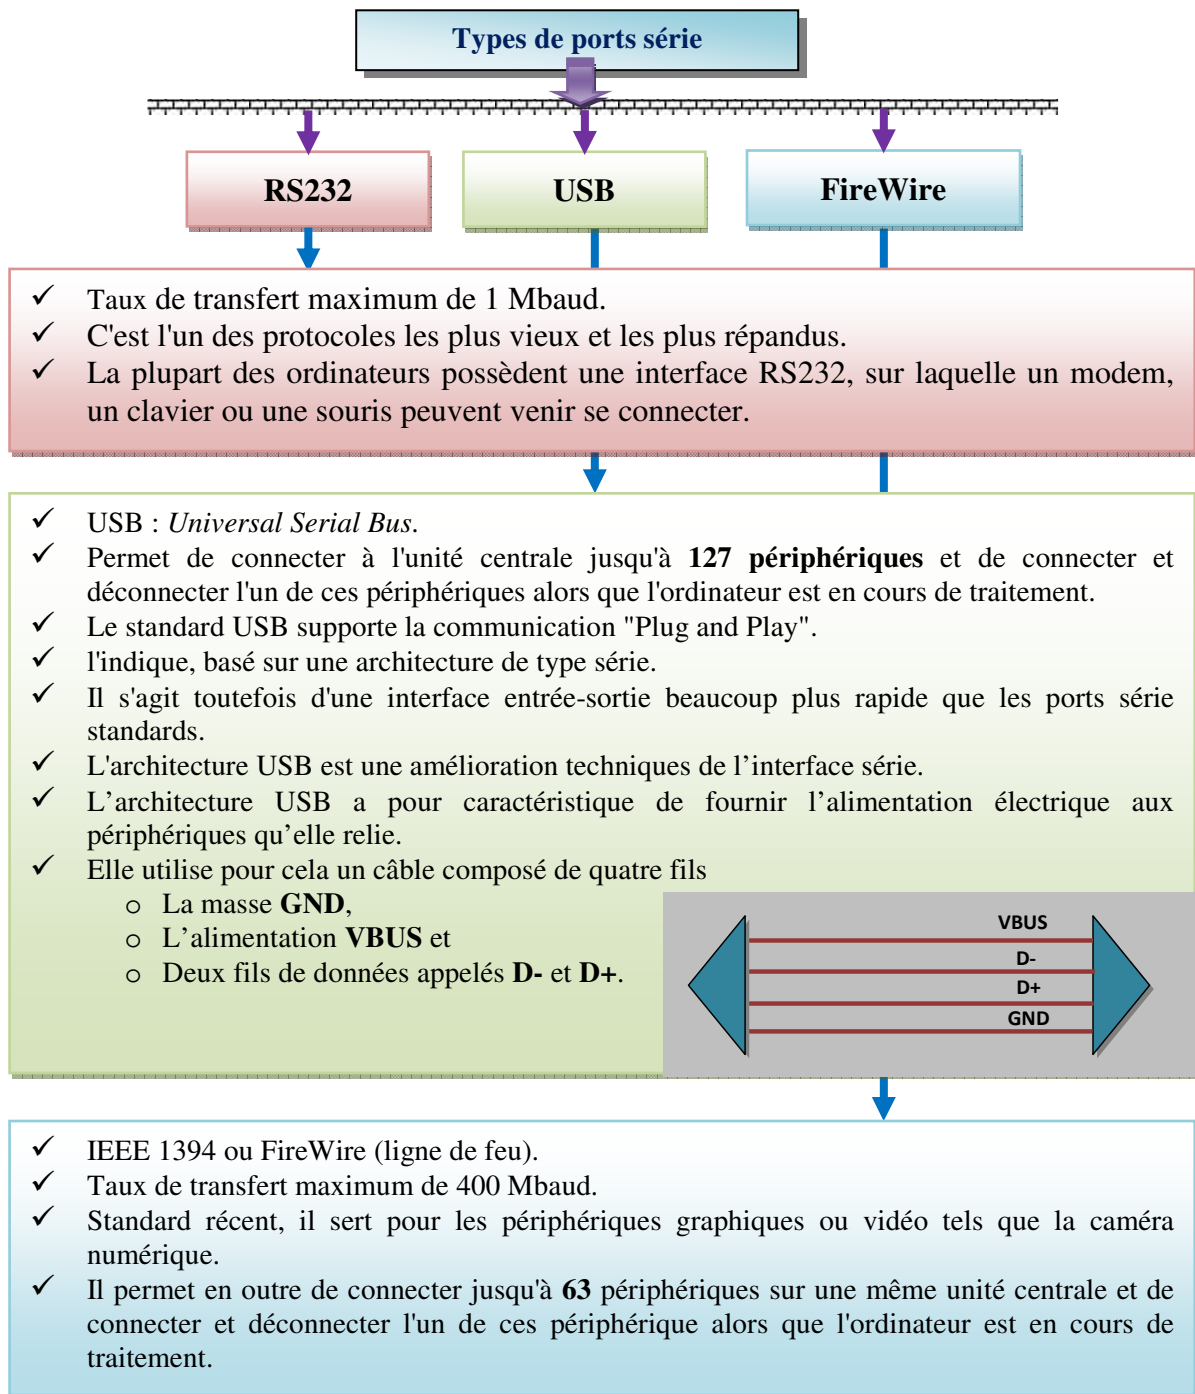 Types de ports série
RS232
USB
FireWire
✓ Taux de transfert maximum de 1 Mbaud.
✓ C'est l'un des protocoles les plus vieux et les plus répandus.
✓ La plupart des ordinateurs possèdent une interface RS232, sur laquelle un modem,
un clavier ou une souris peuvent venir se connecter.
✓ USB : Universal Serial Bus.
✓ Permet de connecter à l'unité centrale jusqu'à 127 périphériques et de connecter et
déconnecter l'un de ces périphériques alors que l'ordinateur est en cours de traitement.
✓ Le standard USB supporte la communication "Plug and Play".
✓ l'indique, basé sur une architecture de type série.
✓ Il s'agit toutefois d'une interface entrée-sortie beaucoup plus rapide que les ports série
standards.
✓ L'architecture USB est une amélioration techniques de l’interface série.
✓ L’architecture USB a pour caractéristique de fournir l’alimentation électrique aux
périphériques qu’elle relie.
✓ Elle utilise pour cela un câble composé de quatre fils
o La masse GND,
o L’alimentation VBUS et
o Deux fils de données appelés D- et D+.
VBUS
D-
D+
GND
✓ IEEE 1394 ou FireWire (ligne de feu).
✓ Taux de transfert maximum de 400 Mbaud.
✓ Standard récent, il sert pour les périphériques graphiques ou vidéo tels que la caméra
numérique.
✓ Il permet en outre de connecter jusqu'à 63 périphériques sur une même unité centrale et de
connecter et déconnecter l'un de ces périphérique alors que l'ordinateur est en cours de
traitement.